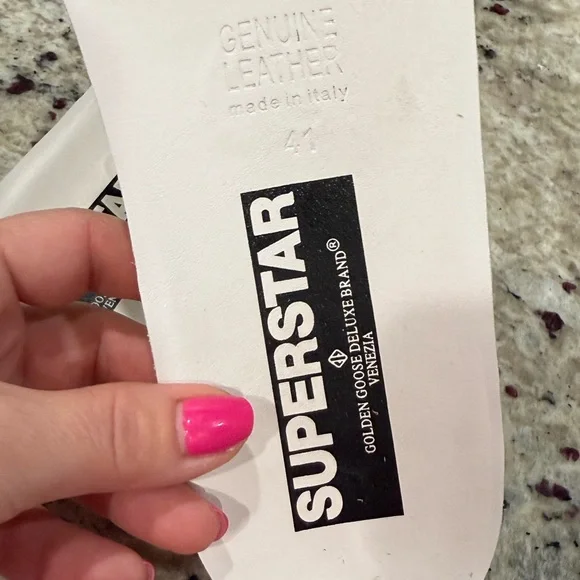 GENUINE
LEATHER
made in italy
41
SUPERSTAR
GOLDEN GOOSE DELUXE BRAND®
VENEZIA